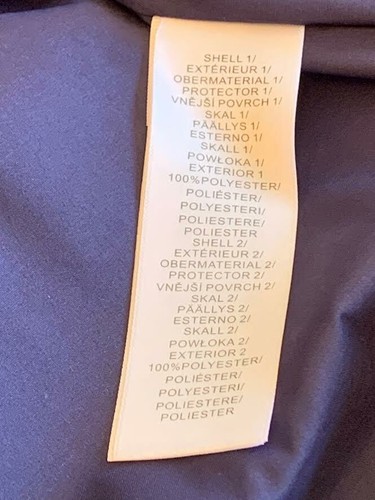 SHELL 1/
EXTÉRIEUR 1/
OBERMATERIAL 1/
PROTECTOR 1/
VNĚJŠÍ POVRCH 1/
SKAL 1/
PÄÄLLYS 1/
ESTERNO 1/
SKALL 1/
POWŁOKA 1/
EXTERIOR 1
100%POLYESTER/
POLIÉSTER/
POLYESTERI/
POLIESTERE/
POLIESTER
SHELL 2/
EXTÉRIEUR 2/
OBERMATERIAL 2/
PROTECTOR 2/
VNĚJŠÍ POVRCH 2/
SKAL 2/
PÄÄLLYS 2/
ESTERNO 2/
SKALL 2/
POWŁOKA 2/
EXTERIOR 2
100%POLYESTER/
POLIÉSTER/
POLYESTERI/
POLIESTERE/
POLIESTER